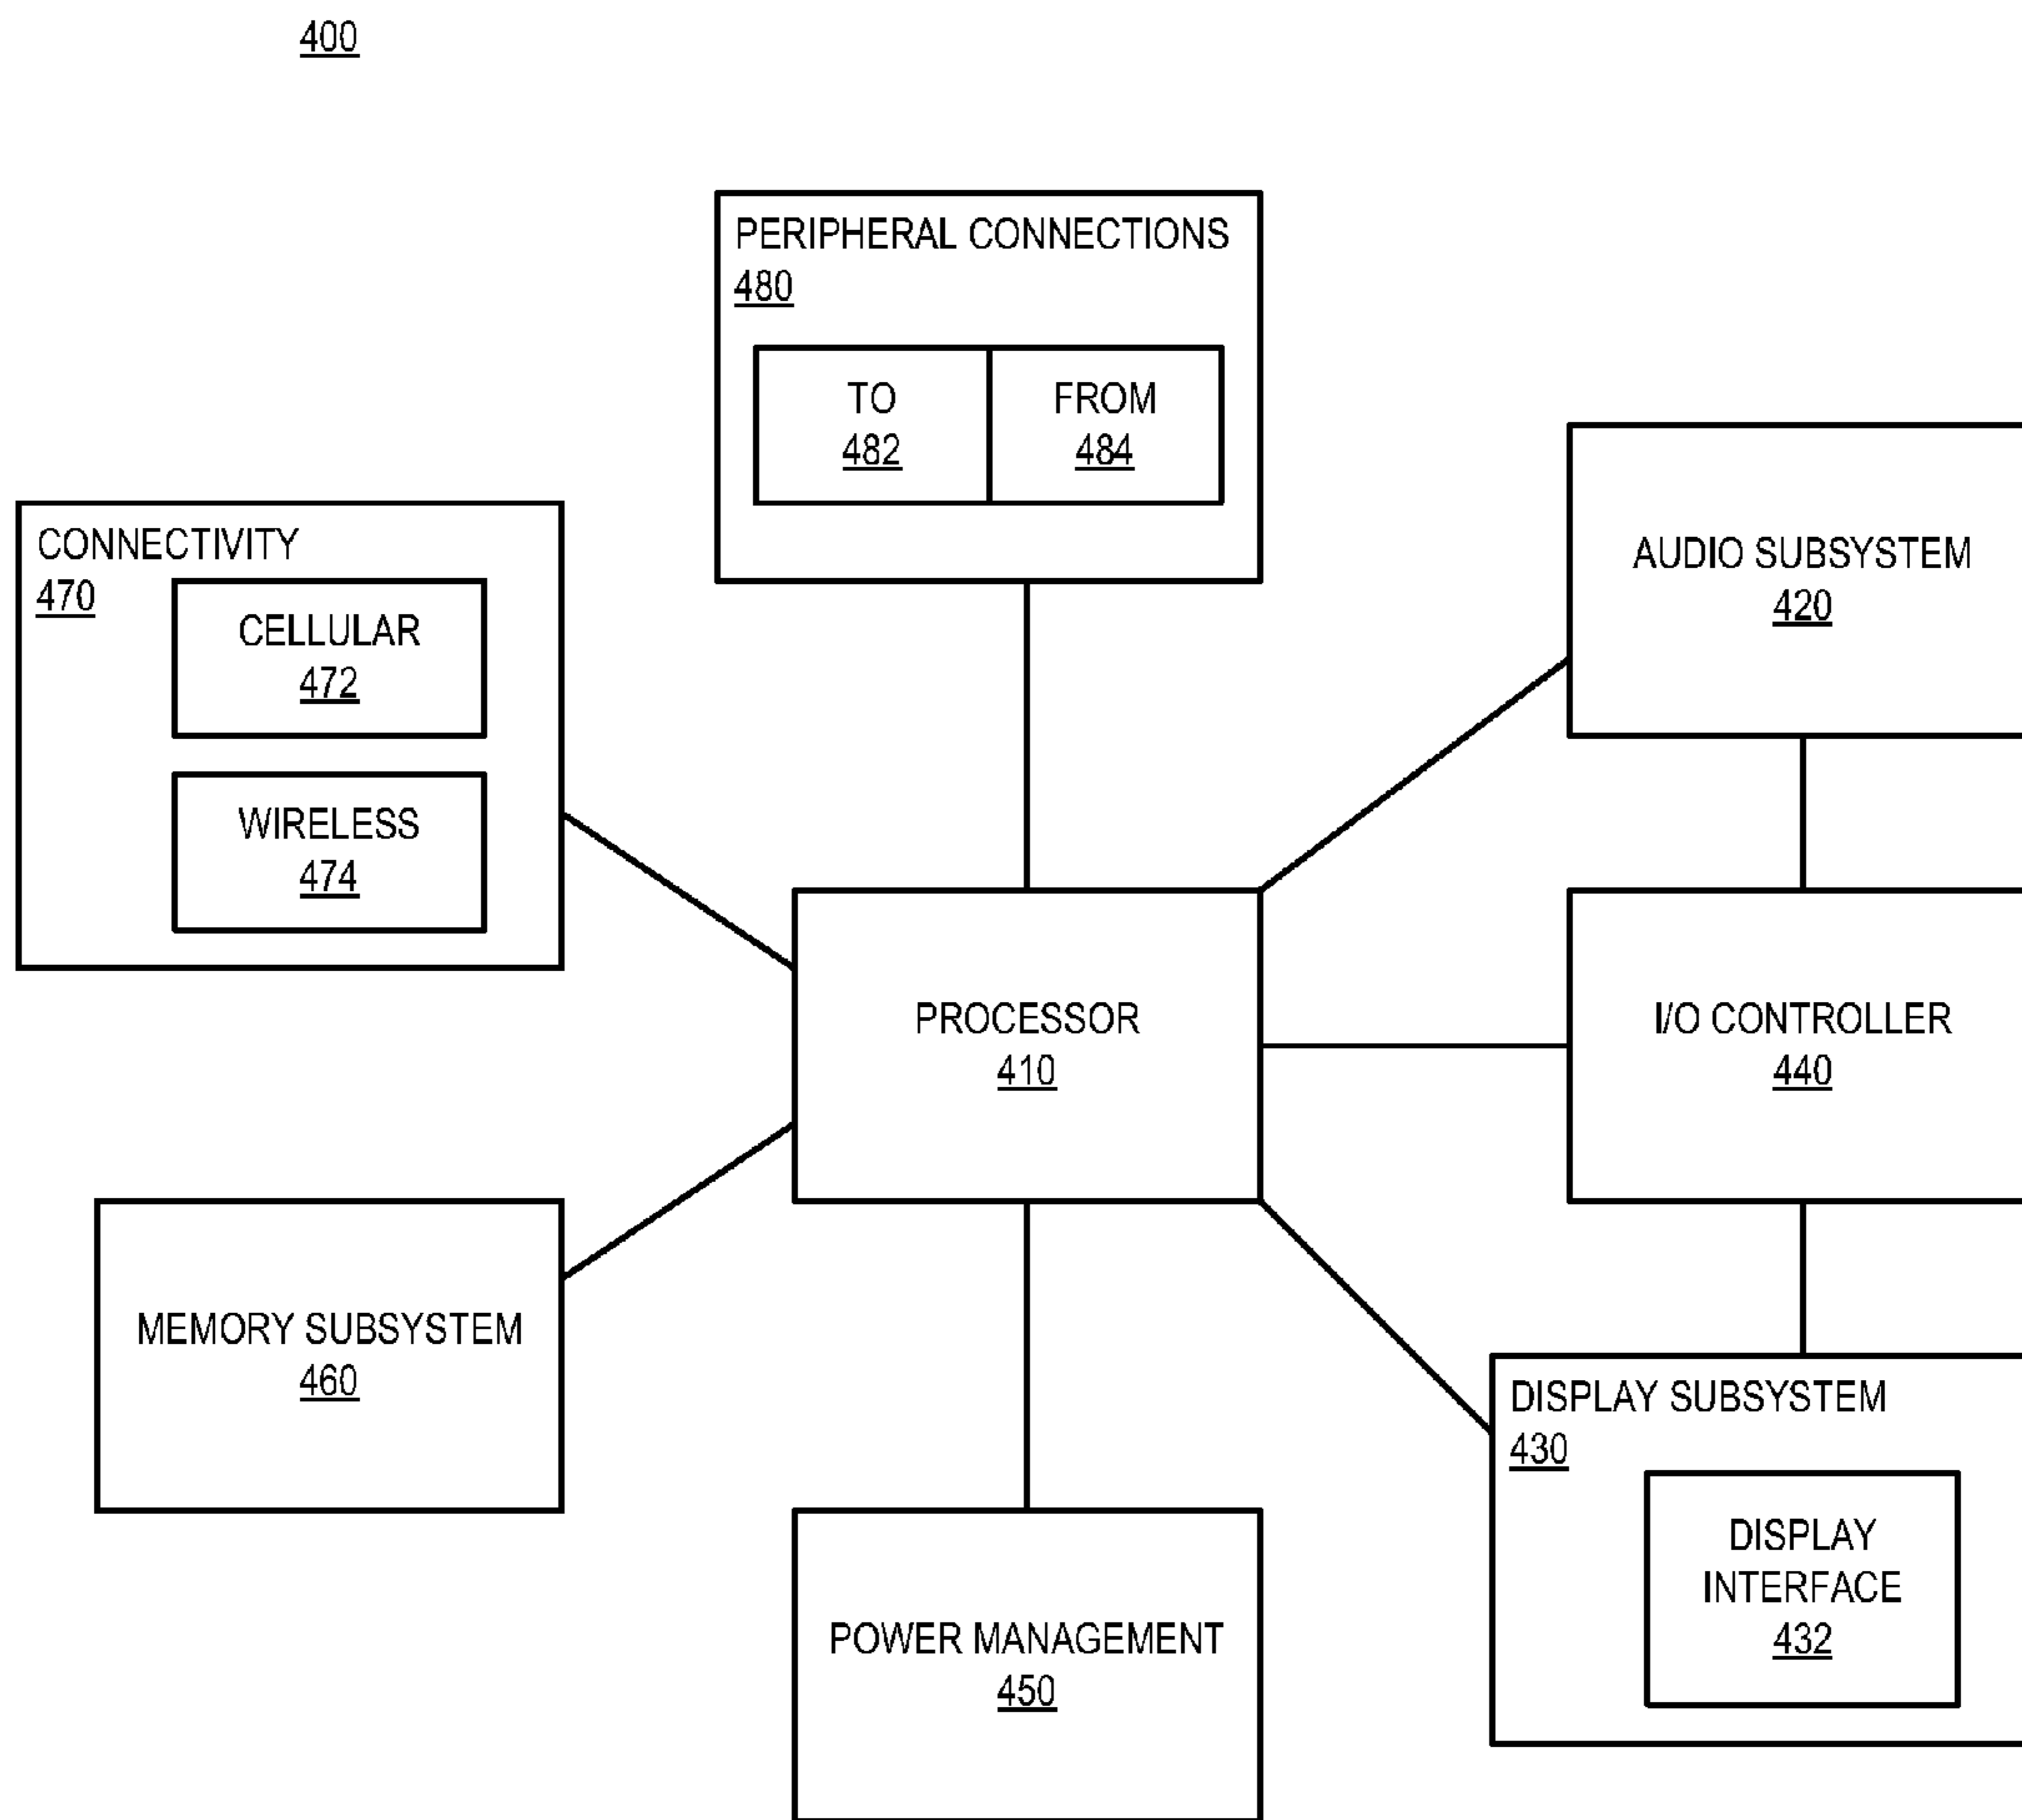 400
PERIPHERAL CONNECTIONS
480
TO
482
FROM
484
AUDIO SUBSYSTEM
420
CONNECTIVITY
470
CELLULAR
472
WIRELESS
474
PROCESSOR
410
I/O CONTROLLER
440
MEMORY SUBSYSTEM
460
DISPLAY SUBSYSTEM
430
DISPLAY
INTERFACE
432
POWER MANAGEMENT
450